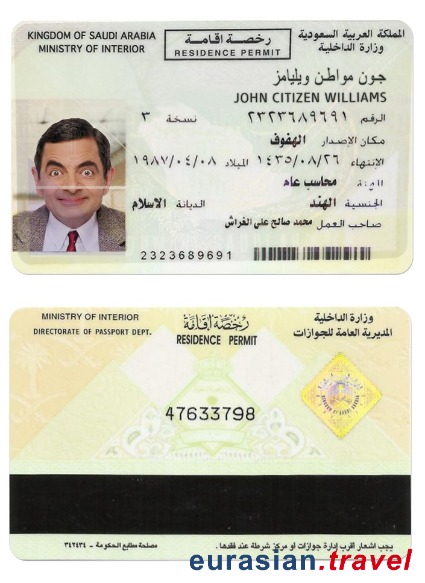 KINGDOM OF SAUDI ARABIA
MINISTRY OF INTERIOR
رخصة اقامة
RESIDENCE PERMIT
المملكة العربية السعودية
وزارة الداخلية
جون مواطن ويليامز
JOHN CITIZEN WILLIAMS
الرقم ٢٣٢٣٦٨٩٦٩١ نسخة ٣
مكان الإصدار الهفوف
الإنتهاء ١٤٣٥/٠٨/٢٦ الميلاد ١٩٨٧/٠٤/٠٨
المهنة محاسب عام
الجنسية الهند الديانة الاسلام
صاحب العمل محمد صالح علي الغراش
2323689691
MINISTRY OF INTERIOR
DIRECTORATE OF PASSPORT DEPT.
رخصة اقامة
RESIDENCE PERMIT
وزارة الداخلية
المديرية العامة للجوازات
47633798
يجب اشعار أقرب إدارة جوازات أو مركز شرطة عند فقدها.
مصلحة مطابع الحكومة - ٣٤٢٤٣٤
eurasian.travel